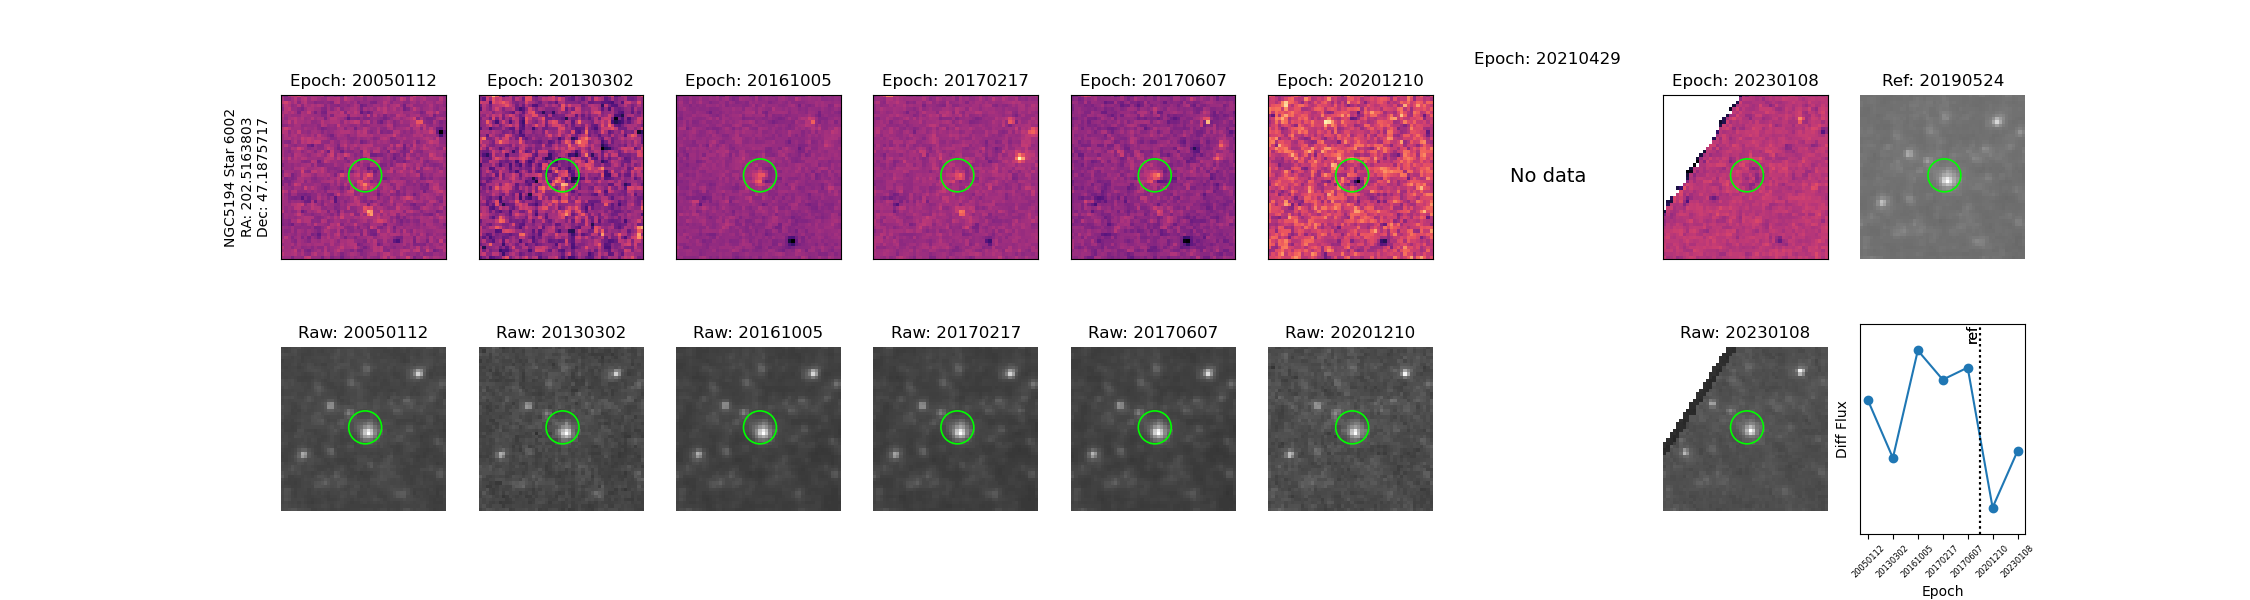 NGC5194 Star 6002
RA: 202.5163803
Dec: 47.18775717
Epoch: 20050112
Epoch: 20130302
Epoch: 20161005
Epoch: 20170217
Epoch: 20170607
Epoch: 20201210
Epoch: 20210429
No data
Epoch: 20230108
Ref: 20190524
Raw: 20050112
Raw: 20130302
Raw: 20161005
Raw: 20170217
Raw: 20170607
Raw: 20201210
Raw: 20230108
ref
Diff Flux
20050112
20130302
20161005
20170217
20170607
20201210
20230108
Epoch